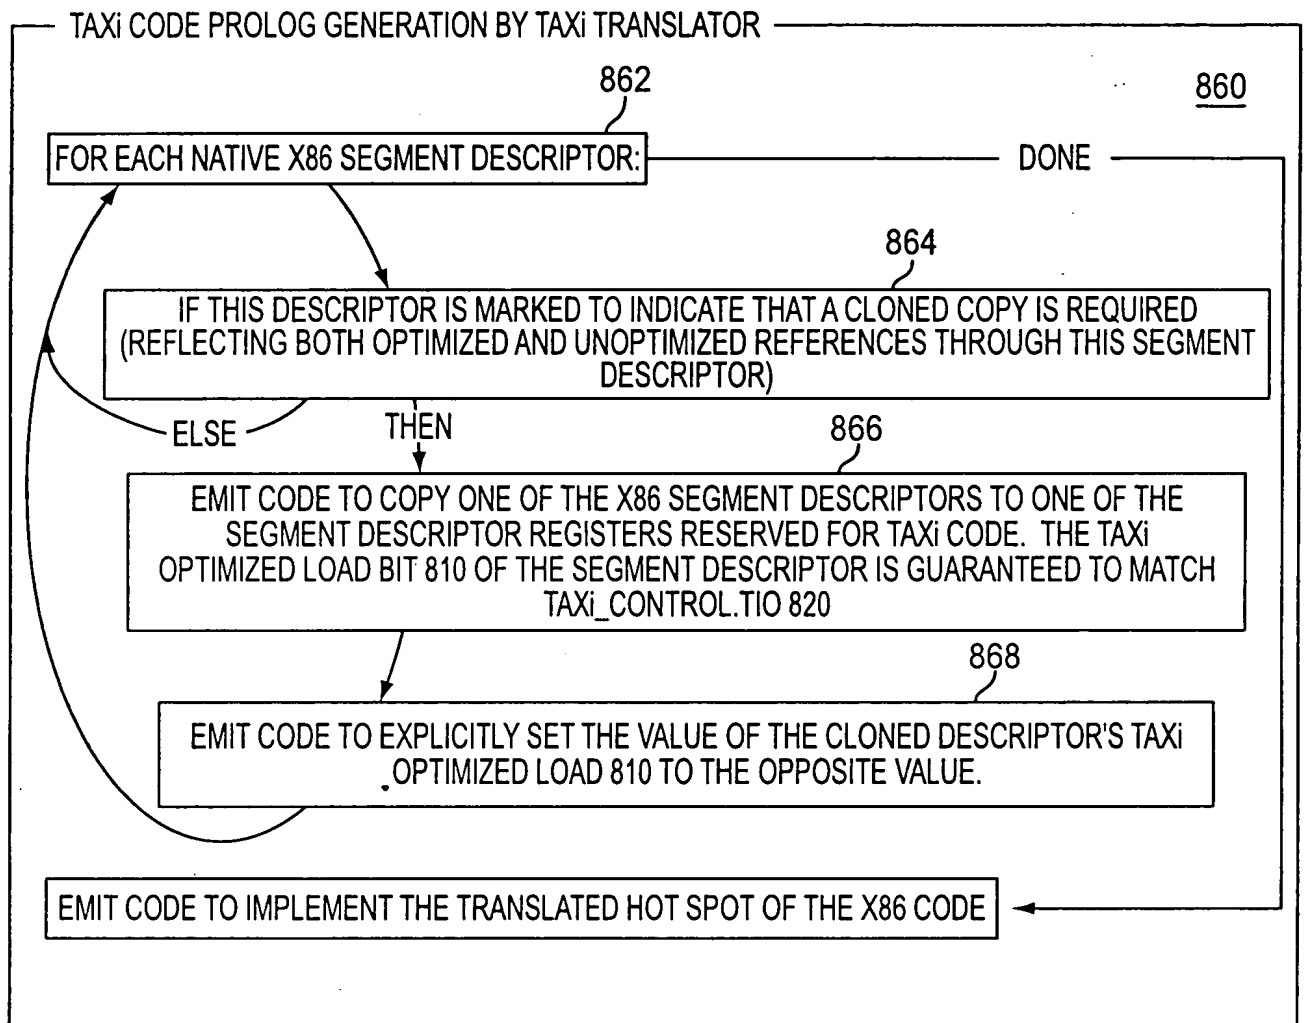 TAXi CODE PROLOG GENERATION BY TAXi TRANSLATOR
860
862
FOR EACH NATIVE X86 SEGMENT DESCRIPTOR:
DONE
864
IF THIS DESCRIPTOR IS MARKED TO INDICATE THAT A CLONED COPY IS REQUIRED
(REFLECTING BOTH OPTIMIZED AND UNOPTIMIZED REFERENCES THROUGH THIS SEGMENT
DESCRIPTOR)
ELSE
THEN
866
EMIT CODE TO COPY ONE OF THE X86 SEGMENT DESCRIPTORS TO ONE OF THE
SEGMENT DESCRIPTOR REGISTERS RESERVED FOR TAXi CODE. THE TAXi
OPTIMIZED LOAD BIT 810 OF THE SEGMENT DESCRIPTOR IS GUARANTEED TO MATCH
TAXi_CONTROL.TIO 820
868
EMIT CODE TO EXPLICITLY SET THE VALUE OF THE CLONED DESCRIPTOR'S TAXi
OPTIMIZED LOAD 810 TO THE OPPOSITE VALUE.
EMIT CODE TO IMPLEMENT THE TRANSLATED HOT SPOT OF THE X86 CODE